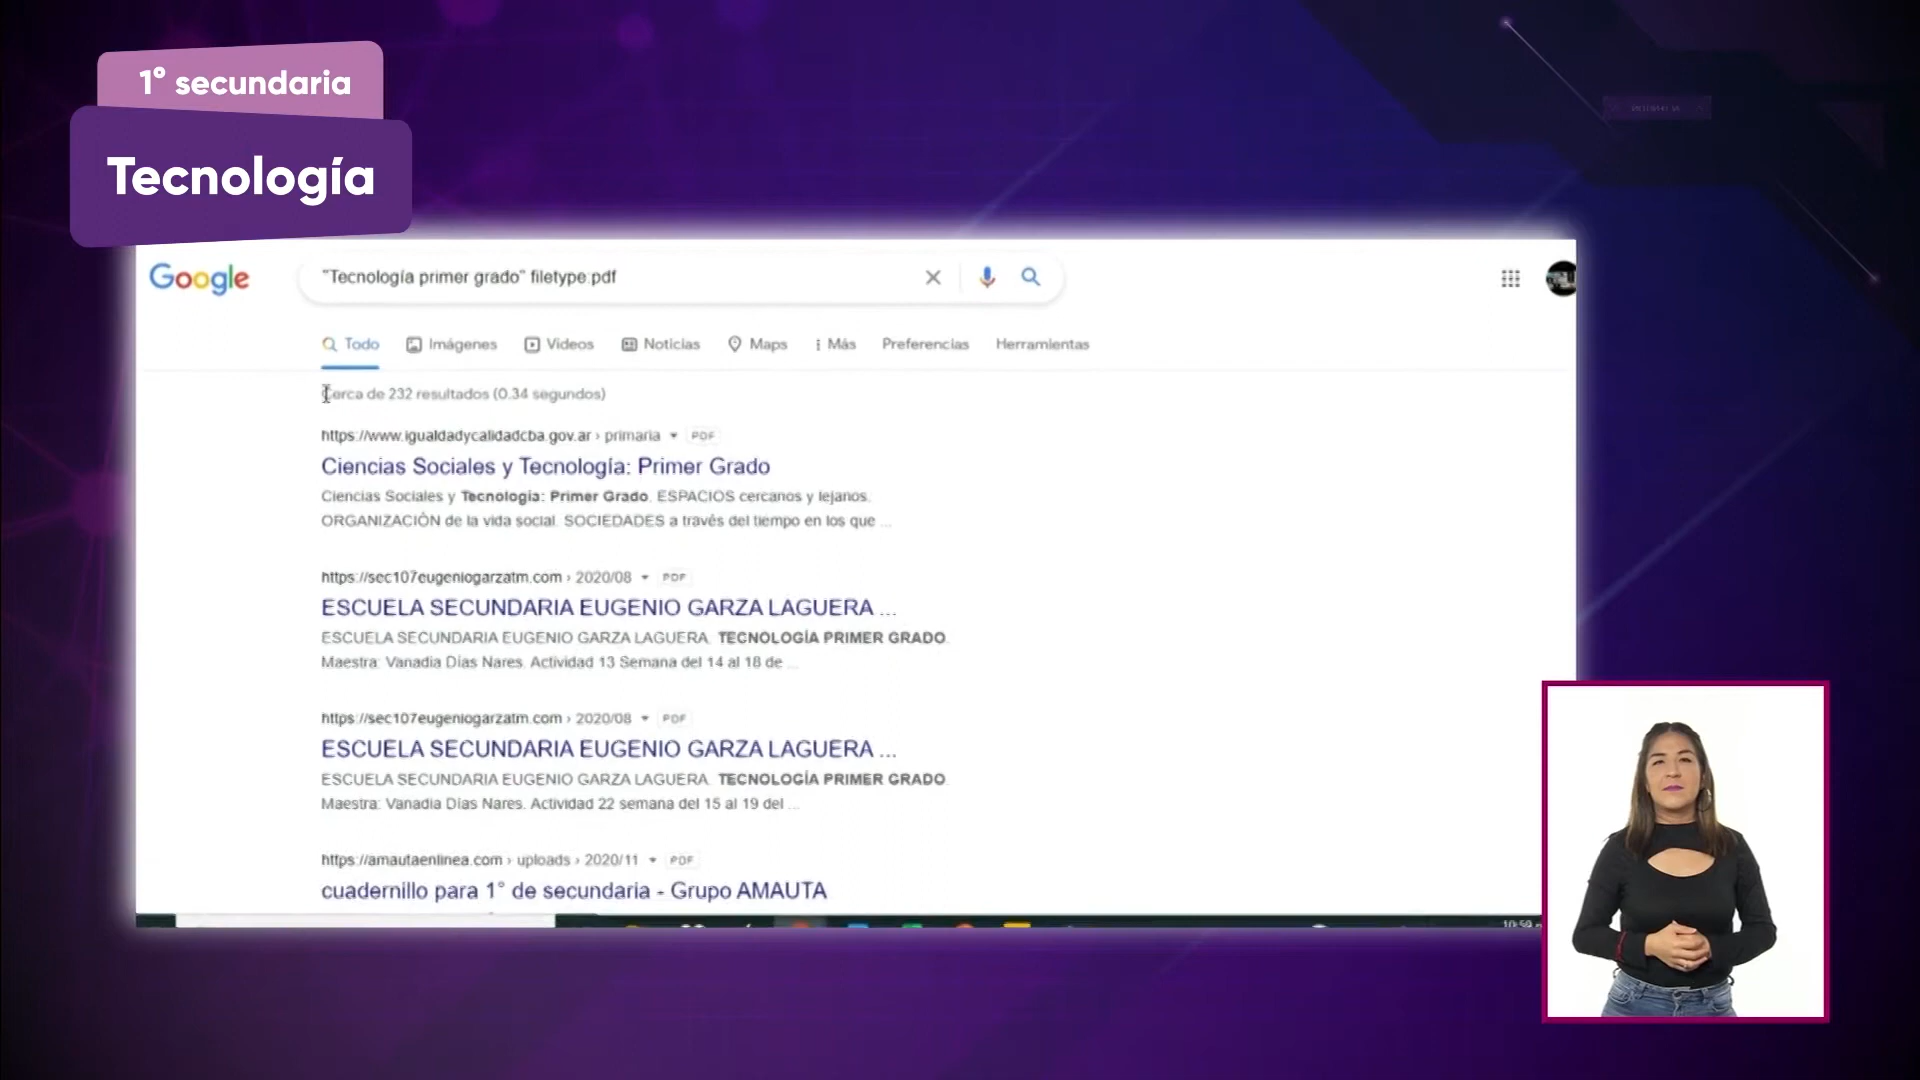 1° secundaria
Tecnología
Google
"Tecnología primer grado" filetype:pdf
Todo
Imágenes
Videos
Noticias
Maps
Más
Preferencias
Herramientas
Cerca de 232 resultados (0.34 segundos)
https://www.igualdadycalidadcba.gov.ar › primaria PDF
Ciencias Sociales y Tecnología: Primer Grado
Ciencias Sociales y Tecnología: Primer Grado. ESPACIOS cercanos y lejanos.
ORGANIZACIÓN de la vida social. SOCIEDADES a través del tiempo en los que ...
https://sec107eugeniogarzatm.com › 2020/08 PDF
ESCUELA SECUNDARIA EUGENIO GARZA LAGUERA ...
ESCUELA SECUNDARIA EUGENIO GARZA LAGUERA. TECNOLOGÍA PRIMER GRADO.
Maestra: Vanadia Días Nares. Actividad 13 Semana del 14 al 18 de ...
https://sec107eugeniogarzatm.com › 2020/08 PDF
ESCUELA SECUNDARIA EUGENIO GARZA LAGUERA ...
ESCUELA SECUNDARIA EUGENIO GARZA LAGUERA. TECNOLOGÍA PRIMER GRADO.
Maestra: Vanadia Días Nares. Actividad 22 semana del 15 al 19 del ...
https://amautaenlinea.com › uploads › 2020/11 PDF
cuadernillo para 1° de secundaria - Grupo AMAUTA